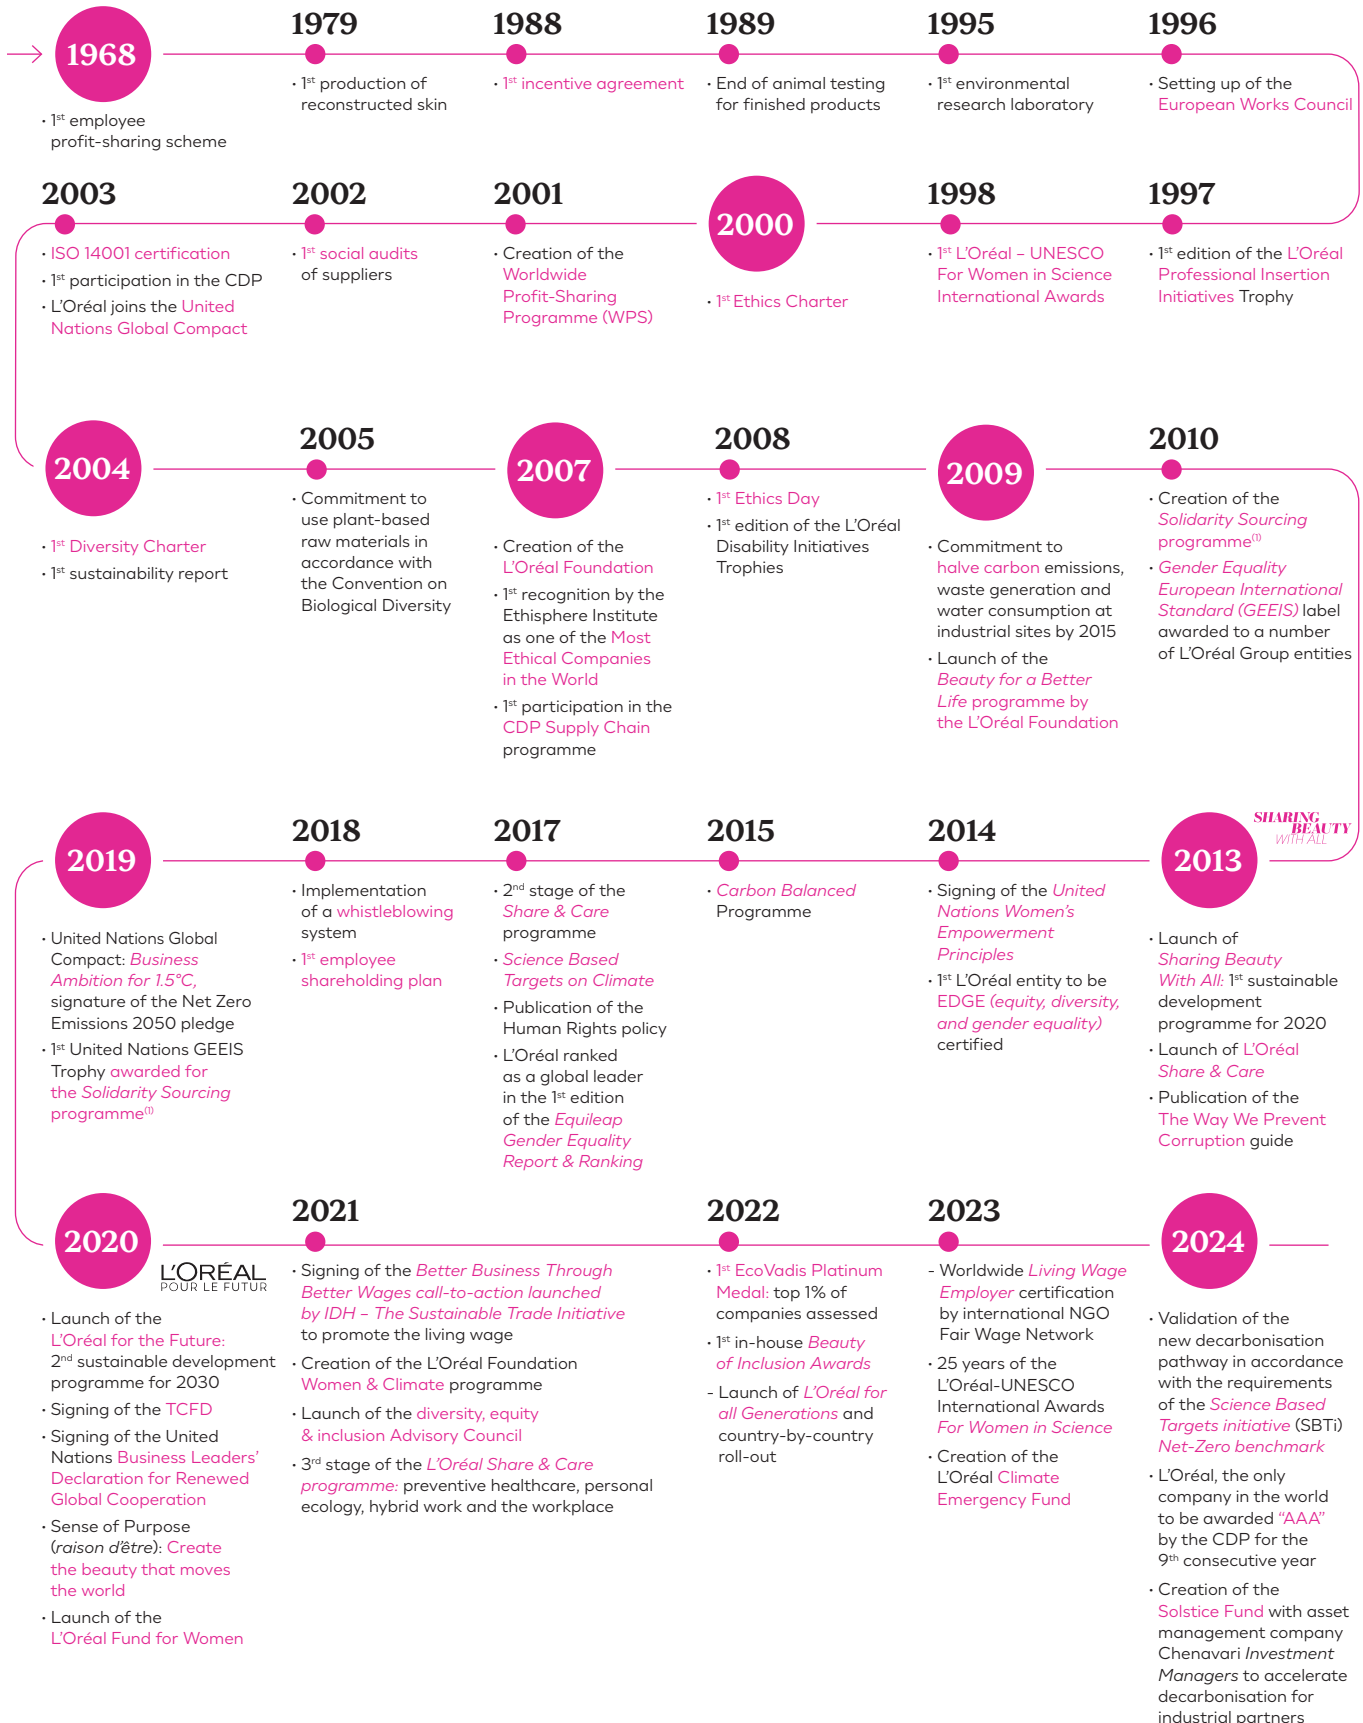 1968
· 1st employee
profit-sharing scheme
1979
· 1st production of
reconstructed skin
1988
· 1st incentive agreement
1989
· End of animal testing
for finished products
1995
· 1st environmental
research laboratory
1996
· Setting up of the
European Works Council
2003
· ISO 14001 certification
· 1st participation in the CDP
· L’Oréal joins the United
Nations Global Compact
2002
· 1st social audits
of suppliers
2001
· Creation of the
Worldwide
Profit-Sharing
Programme (WPS)
2000
· 1st Ethics Charter
1998
· 1st L’Oréal – UNESCO
For Women in Science
International Awards
1997
· 1st edition of the L’Oréal
Professional Insertion
Initiatives Trophy
2004
· 1st Diversity Charter
· 1st sustainability report
2005
· Commitment to
use plant-based
raw materials in
accordance with
the Convention on
Biological Diversity
2007
· Creation of the
L’Oréal Foundation
· 1st recognition by the
Ethisphere Institute
as one of the Most
Ethical Companies
in the World
· 1st participation in the
CDP Supply Chain
programme
2008
· 1st Ethics Day
· 1st edition of the L’Oréal
Disability Initiatives
Trophies
2009
· Commitment to
halve carbon emissions,
waste generation and
water consumption at
industrial sites by 2015
· Launch of the
Beauty for a Better
Life programme by
the L’Oréal Foundation
2010
· Creation of the
Solidarity Sourcing
programme(1)
· Gender Equality
European International
Standard (GEEIS) label
awarded to a number
of L’Oréal Group entities
2019
· United Nations Global
Compact: Business
Ambition for 1.5°C,
signature of the Net Zero
Emissions 2050 pledge
· 1st United Nations GEEIS
Trophy awarded for
the Solidarity Sourcing
programme(1)
2018
· Implementation
of a whistleblowing
system
· 1st employee
shareholding plan
2017
· 2nd stage of the
Share & Care
programme
· Science Based
Targets on Climate
· Publication of the
Human Rights policy
· L’Oréal ranked
as a global leader
in the 1st edition
of the Equileap
Gender Equality
Report & Ranking
2015
· Carbon Balanced
Programme
2014
· Signing of the United
Nations Women’s
Empowerment
Principles
· 1st L’Oréal entity to be
EDGE (equity, diversity,
and gender equality)
certified
2013
SHARING
BEAUTY
WITH ALL
· Launch of
Sharing Beauty
With All: 1st sustainable
development
programme for 2020
· Launch of L’Oréal
Share & Care
· Publication of the
The Way We Prevent
Corruption guide
2020
L’ORÉAL
POUR LE FUTUR
· Launch of the
L’Oréal for the Future:
2nd sustainable development
programme for 2030
· Signing of the TCFD
· Signing of the United
Nations Business Leaders’
Declaration for Renewed
Global Cooperation
· Sense of Purpose
(raison d’être): Create
the beauty that moves
the world
· Launch of the
L’Oréal Fund for Women
2021
· Signing of the Better Business Through
Better Wages call-to-action launched
by IDH – The Sustainable Trade Initiative
to promote the living wage
· Creation of the L’Oréal Foundation
Women & Climate programme
· Launch of the diversity, equity
& inclusion Advisory Council
· 3rd stage of the L’Oréal Share & Care
programme: preventive healthcare, personal
ecology, hybrid work and the workplace
2022
· 1st EcoVadis Platinum
Medal: top 1% of
companies assessed
· 1st in-house Beauty
of Inclusion Awards
- Launch of L’Oréal for
all Generations and
country-by-country
roll-out
2023
- Worldwide Living Wage
Employer certification
by international NGO
Fair Wage Network
· 25 years of the
L’Oréal-UNESCO
International Awards
For Women in Science
· Creation of the
L’Oréal Climate
Emergency Fund
2024
· Validation of the
new decarbonisation
pathway in accordance
with the requirements
of the Science Based
Targets initiative (SBTi)
Net-Zero benchmark
· L’Oréal, the only
company in the world
to be awarded “AAA”
by the CDP for the
9th consecutive year
· Creation of the
Solstice Fund with asset
management company
Chenavari Investment
Managers to accelerate
decarbonisation for
industrial partners